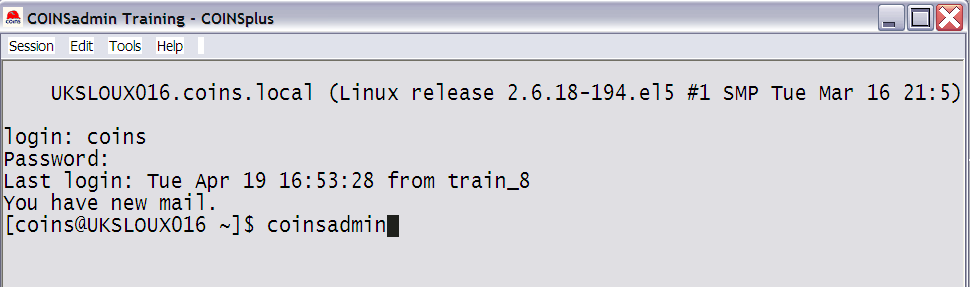 COINSadmin Training - COINSplus
Session Edit Tools Help
UKSLOUX016.coins.local (Linux release 2.6.18-194.el5 #1 SMP Tue Mar 16 21:5)
login: coins
Password:
Last login: Tue Apr 19 16:53:28 from train_8
You have new mail.
[coins@UKSLOUX016 ~]$ coinsadmin